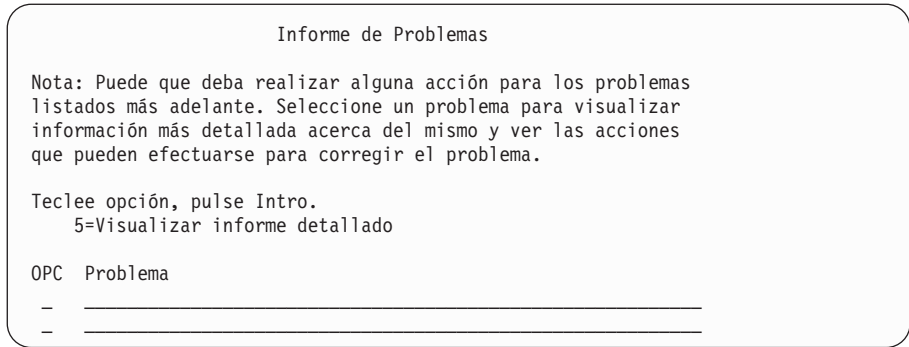 Informe de Problemas
Nota: Puede que deba realizar alguna acción para los problemas
listados más adelante. Seleccione un problema para visualizar
información más detallada acerca del mismo y ver las acciones
que pueden efectuarse para corregir el problema.
Teclee opción, pulse Intro.
5=Visualizar informe detallado
OPC Problema
_ __________________________________________________________
_ __________________________________________________________